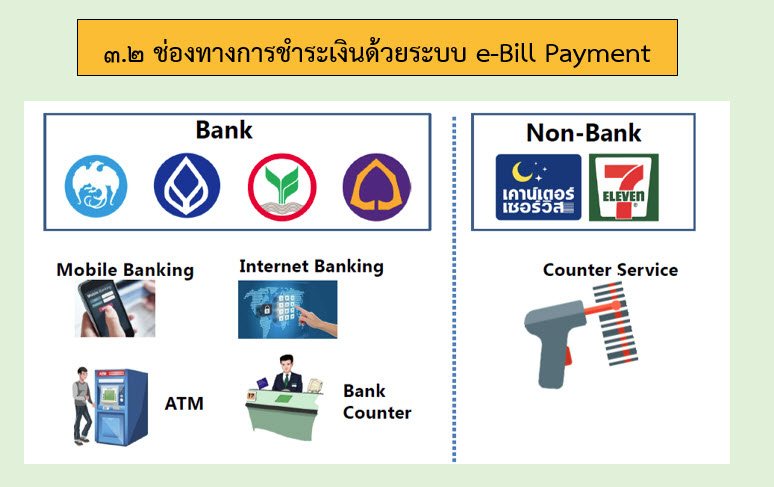 ๓.๒ ช่องทางการชำระเงินด้วยระบบ e-Bill Payment
Bank
Non-Bank
เคาน์เตอร์
เซอร์วิส
7
ELEVEN
Mobile Banking
Internet Banking
Counter Service
ATM
Bank
Counter